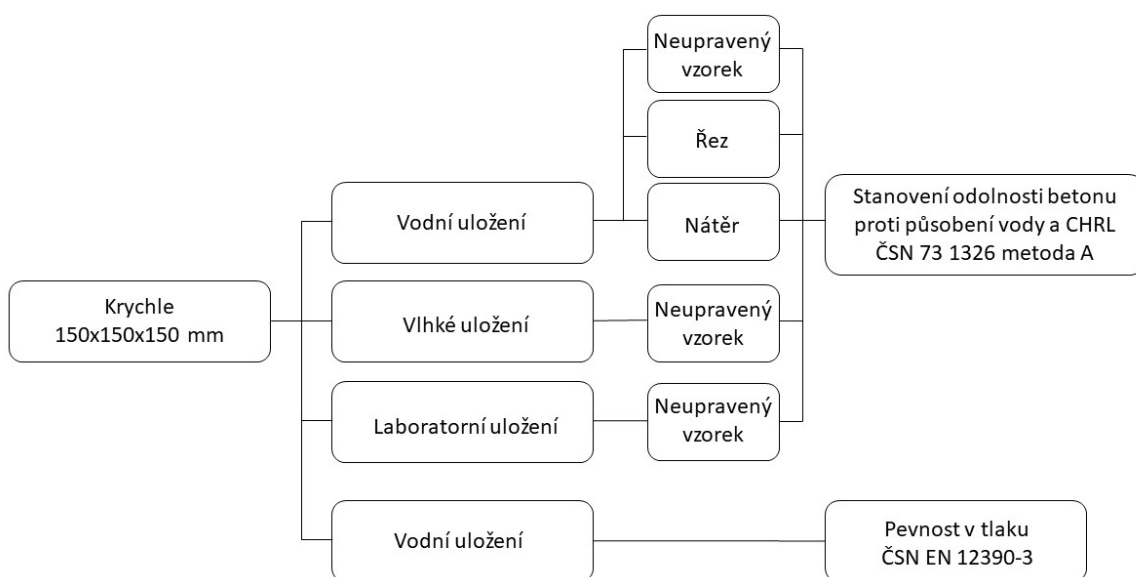 Krychle
150x150x150 mm
Vodní uložení
Vlhké uložení
Laboratorní uložení
Vodní uložení
Neupravený
vzorek
Řez
Nátěr
Neupravený
vzorek
Neupravený
vzorek
Stanovení odolnosti betonu
proti působení vody a CHRL
ČSN 73 1326 metoda A
Pevnost v tlaku
ČSN EN 12390-3